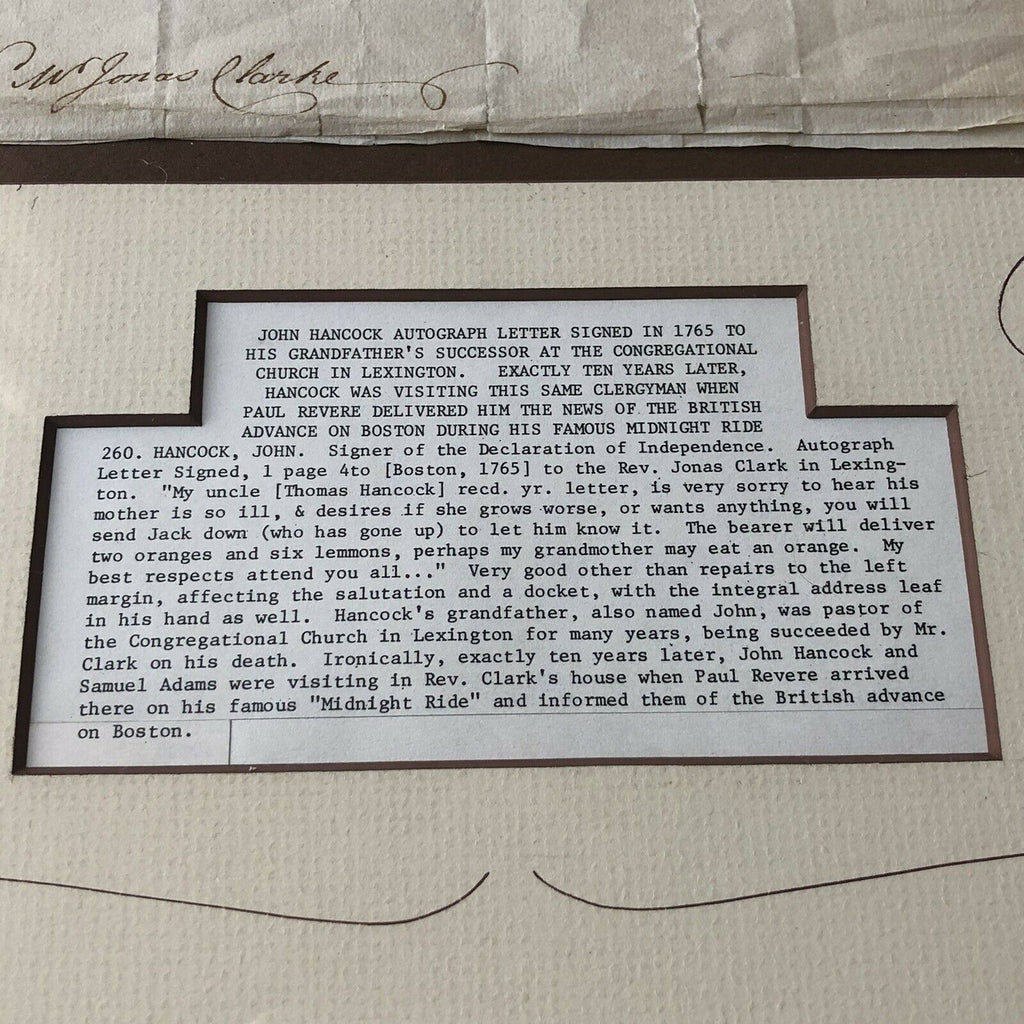 Mr Jonas Clarke
JOHN HANCOCK AUTOGRAPH LETTER SIGNED IN 1765 TO
HIS GRANDFATHER'S SUCCESSOR AT THE CONGREGATIONAL
CHURCH IN LEXINGTON. EXACTLY TEN YEARS LATER,
HANCOCK WAS VISITING THIS SAME CLERGYMAN WHEN
PAUL REVERE DELIVERED HIM THE NEWS OF THE BRITISH
ADVANCE ON BOSTON DURING HIS FAMOUS MIDNIGHT RIDE
260. HANCOCK, JOHN. Signer of the Declaration of Independence. Autograph
Letter Signed, 1 page 4to [Boston, 1765] to the Rev. Jonas Clark in Lexing-
ton. "My uncle [Thomas Hancock] recd. yr. letter, is very sorry to hear his
mother is so ill, & desires if she grows worse, or wants anything, you will
send Jack down (who has gone up) to let him know it. The bearer will deliver
two oranges and six lemmons, perhaps my grandmother may eat an orange. My
best respects attend you all..." Very good other than repairs to the left
margin, affecting the salutation and a docket, with the integral address leaf
in his hand as well. Hancock's grandfather, also named John, was pastor of
the Congregational Church in Lexington for many years, being succeeded by Mr.
Clark on his death. Ironically, exactly ten years later, John Hancock and
Samuel Adams were visiting in Rev. Clark's house when Paul Revere arrived
there on his famous "Midnight Ride" and informed them of the British advance
on Boston.